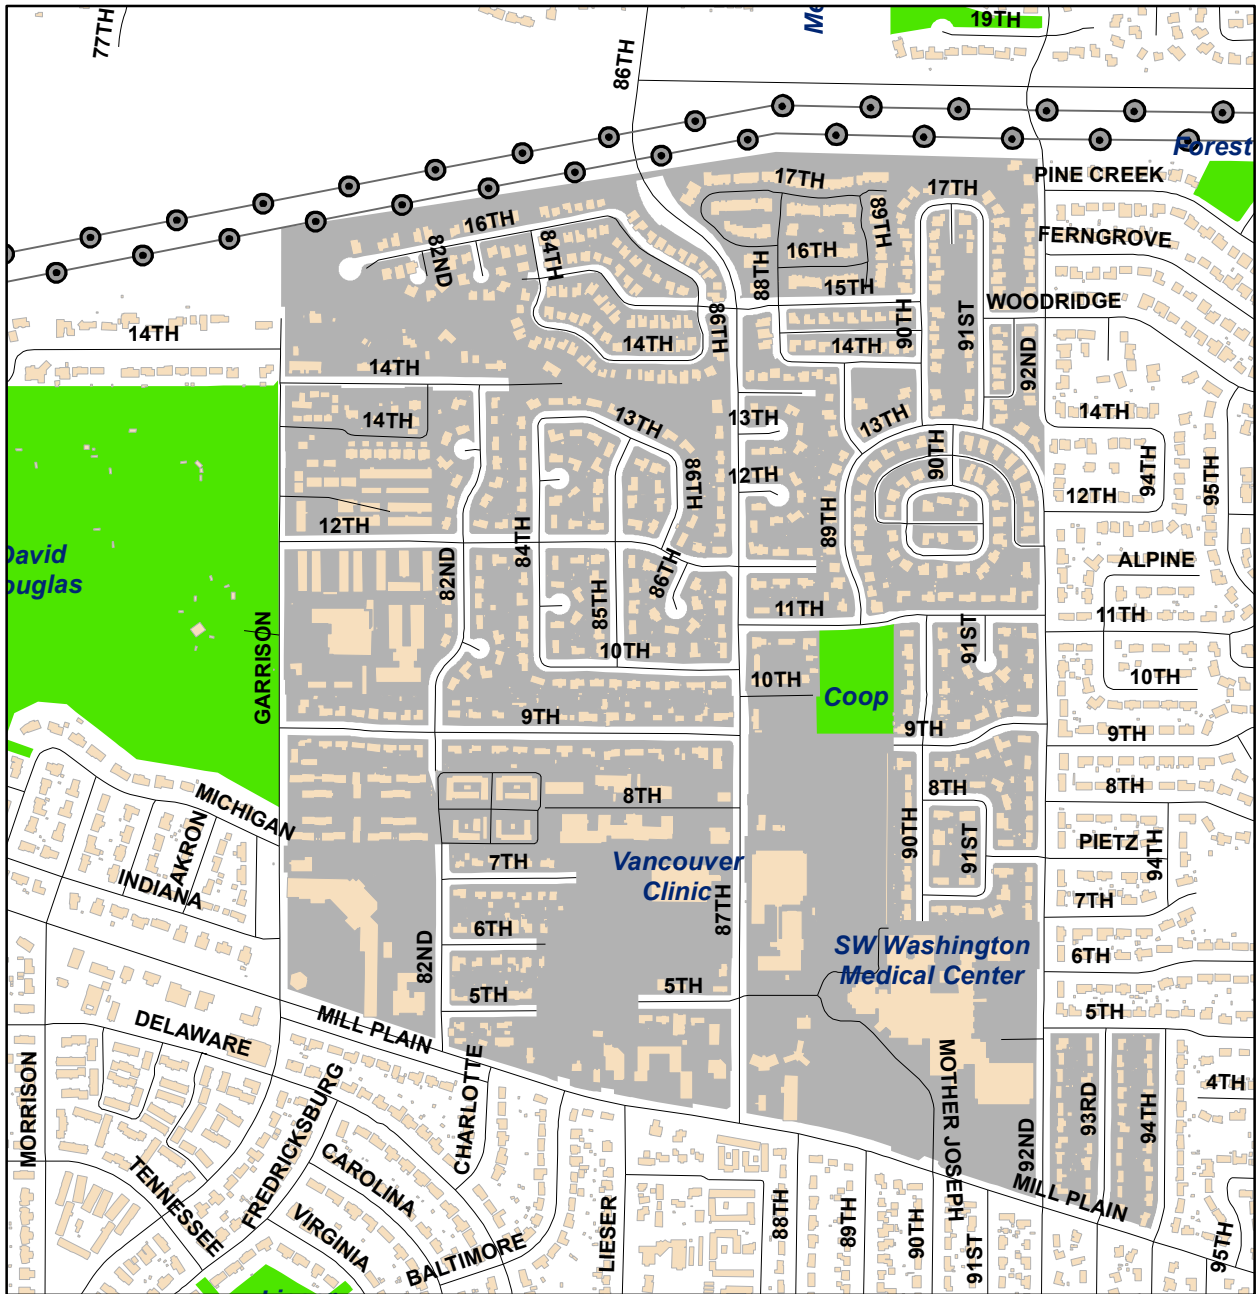 77TH
86TH
Me
19TH
Forest
PINE CREEK
17TH
17TH
FERNGROVE
16TH
82ND
84TH
89TH
16TH
88TH
15TH
WOODRIDGE
14TH
14TH
86TH
14TH
90TH
91ST
92ND
14TH
14TH
13TH
13TH
13TH
14TH
90TH
86TH
12TH
94TH
95TH
12TH
12TH
84TH
89TH
David
Douglas
82ND
86TH
ALPINE
85TH
11TH
91ST
11TH
GARRISON
10TH
10TH
10TH
Coop
9TH
9TH
9TH
MICHIGAN
8TH
8TH
8TH
AKRON
90TH
91ST
PIETZ
94TH
INDIANA
7TH
Vancouver
Clinic
7TH
87TH
6TH
SW Washington
Medical Center
6TH
82ND
5TH
5TH
5TH
MILL PLAIN
DELAWARE
MORRISON
FREDRICKSBURG
CHARLOTTE
MOTHER JOSEPH
92ND
93RD
94TH
4TH
TENNESSEE
CAROLINA
VIRGINIA
BALTIMORE
LIESER
88TH
89TH
90TH
91ST
MILL PLAIN
95TH